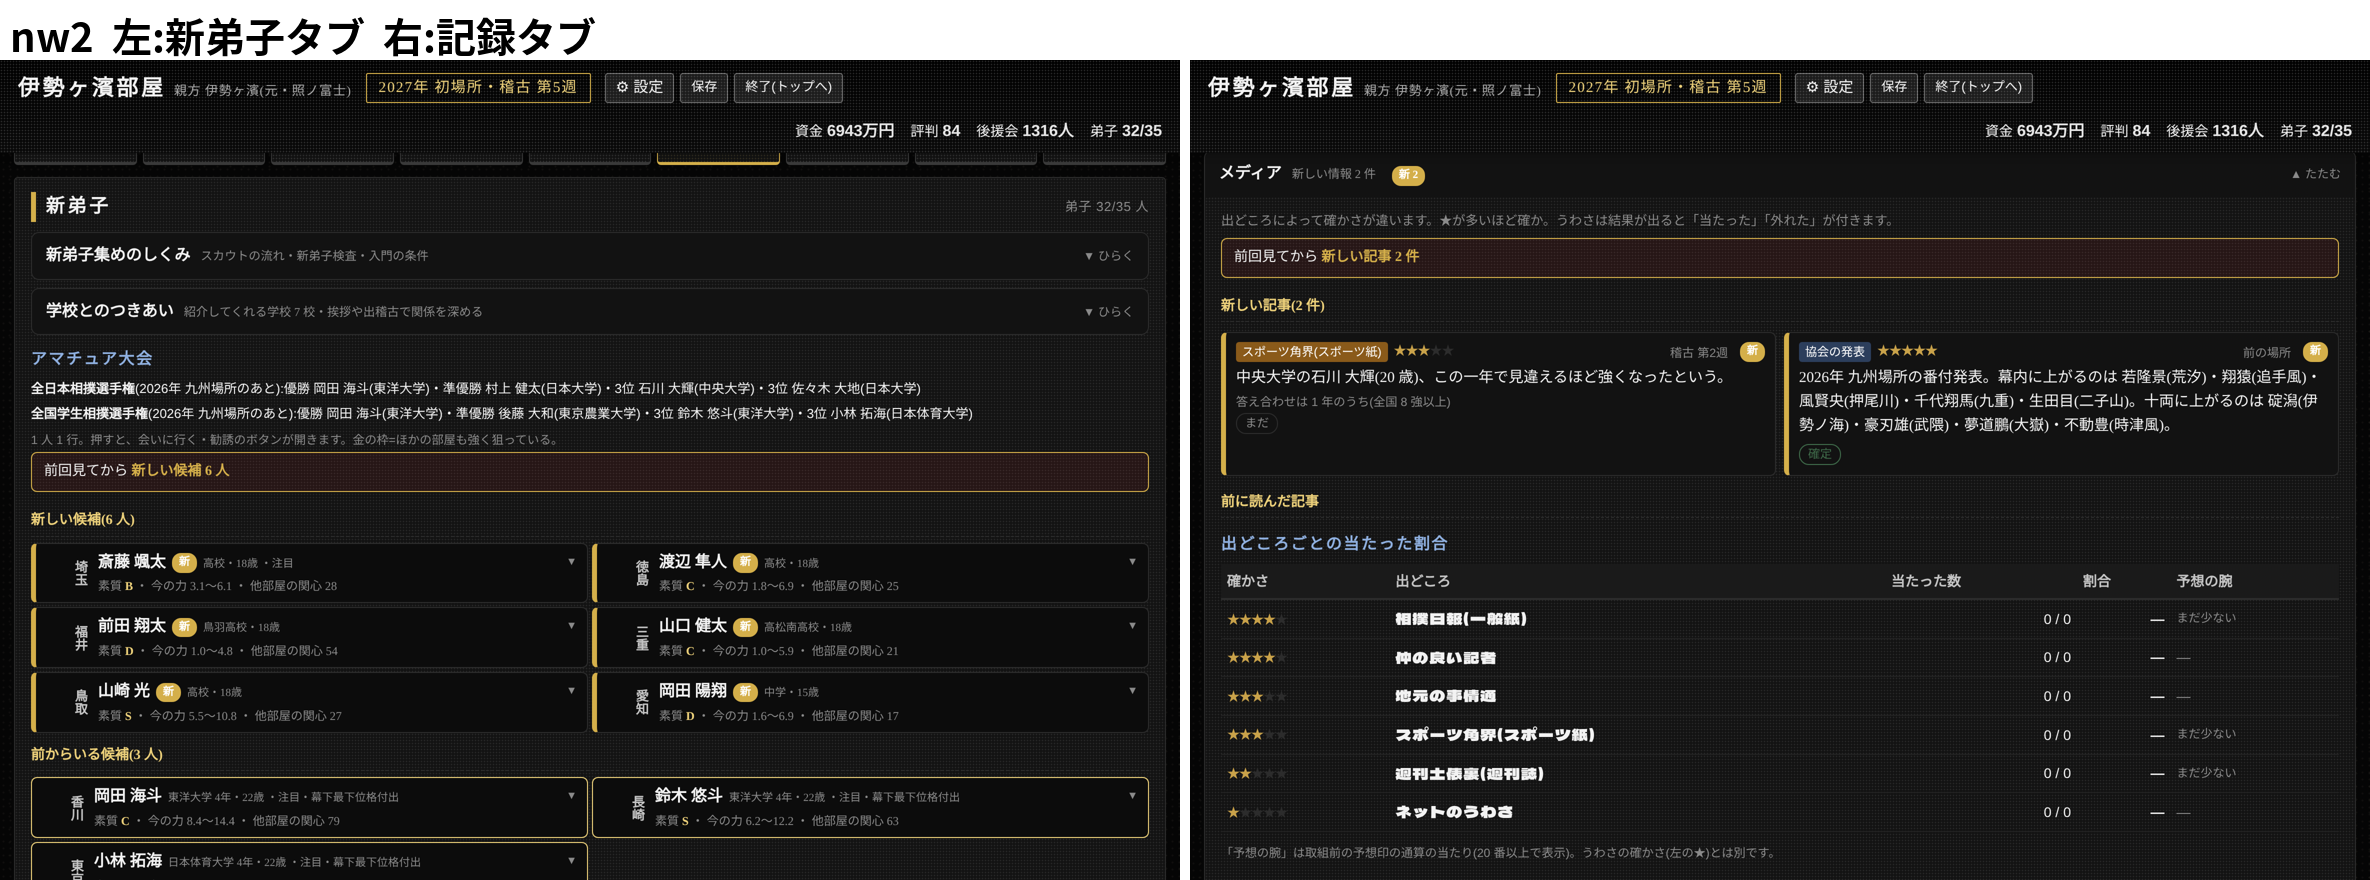 nw2 左:新弟子タブ 右:記録タブ
伊勢ヶ濱部屋 親方 伊勢ヶ濱(元・照ノ富士) 2027年 初場所・稽古 第5週 ⚙ 設定 保存 終了(トップへ)
資金 6943万円 評判 84 後援会 1316人 弟子 32/35
新弟子 弟子 32/35 人
新弟子集めのしくみ スカウトの流れ・新弟子検査・入門の条件 ▼ ひらく
学校とのつきあい 紹介してくれる学校 7 校・挨拶や出稽古で関係を深める ▼ ひらく
アマチュア大会
全日本相撲選手権(2026年 九州場所のあと):優勝 岡田 海斗(東洋大学)・準優勝 村上 健太(日本大学)・3位 石川 大輝(中央大学)・3位 佐々木 大地(日本大学)
全国学生相撲選手権(2026年 九州場所のあと):優勝 岡田 海斗(東洋大学)・準優勝 後藤 大和(東京農業大学)・3位 鈴木 悠斗(東洋大学)・3位 小林 拓海(日本体育大学)
1 人 1 行。押すと、会いに行く・勧誘のボタンが開きます。金の枠=ほかの部屋も強く狙っている。
前回見てから 新しい候補 6 人
新しい候補(6 人)
埼玉 斎藤 颯太 新 高校・18歳 ・注目 ▼
素質 B ・ 今の力 3.1〜6.1 ・ 他部屋の関心 28
徳島 渡辺 隼人 新 高校・18歳 ▼
素質 C ・ 今の力 1.8〜6.9 ・ 他部屋の関心 25
福井 前田 翔太 新 鳥羽高校・18歳 ▼
素質 D ・ 今の力 1.0〜4.8 ・ 他部屋の関心 54
三重 山口 健太 新 高松南高校・18歳 ▼
素質 C ・ 今の力 1.0〜5.9 ・ 他部屋の関心 21
鳥取 山崎 光 新 高校・18歳 ▼
素質 S ・ 今の力 5.5〜10.8 ・ 他部屋の関心 27
愛知 岡田 陽翔 新 中学・15歳 ▼
素質 D ・ 今の力 1.6〜6.9 ・ 他部屋の関心 17
前からいる候補(3 人)
香川 岡田 海斗 東洋大学 4年・22歳 ・注目・幕下最下位格付出 ▼
素質 C ・ 今の力 8.4〜14.4 ・ 他部屋の関心 79
長崎 鈴木 悠斗 東洋大学 4年・22歳 ・注目・幕下最下位格付出 ▼
素質 S ・ 今の力 6.2〜12.2 ・ 他部屋の関心 63
東京 小林 拓海 日本体育大学 4年・22歳 ・注目・幕下最下位格付出 ▼
伊勢ヶ濱部屋 親方 伊勢ヶ濱(元・照ノ富士) 2027年 初場所・稽古 第5週 ⚙ 設定 保存 終了(トップへ)
資金 6943万円 評判 84 後援会 1316人 弟子 32/35
メディア 新しい情報 2 件 新 2 ▲ たたむ
出どころによって確かさが違います。★が多いほど確か。うわさは結果が出ると「当たった」「外れた」が付きます。
前回見てから 新しい記事 2 件
新しい記事(2 件)
スポーツ角界(スポーツ紙) ★★★★★ 稽古 第2週 新
中央大学の石川 大輝(20 歳)、この一年で見違えるほど強くなったという。
答え合わせは 1 年のうち(全国 8 強以上)
まだ
協会の発表 ★★★★★ 前の場所 新
2026年 九州場所の番付発表。幕内に上がるのは 若隆景(荒汐)・翔猿(追手風)・
風賢央(押尾川)・千代翔馬(九重)・生田目(二子山)。十両に上がるのは 碇潟(伊
勢ノ海)・豪刃雄(武隈)・夢道鵬(大嶽)・不動豊(時津風)。
確定
前に読んだ記事
出どころごとの当たった割合
確かさ 出どころ 当たった数 割合 予想の腕
★★★★★ 相撲日報(一般紙) 0 / 0 — まだ少ない
★★★★★ 仲の良い記者 0 / 0 — —
★★★★★ 地元の事情通 0 / 0 — —
★★★★★ スポーツ角界(スポーツ紙) 0 / 0 — まだ少ない
★★★★★ 週刊土俵裏(週刊誌) 0 / 0 — まだ少ない
★★★★★ ネットのうわさ 0 / 0 — —
「予想の腕」は取組前の予想印の通算の当たり(20 番以上で表示)。うわさの確かさ(左の★)とは別です。